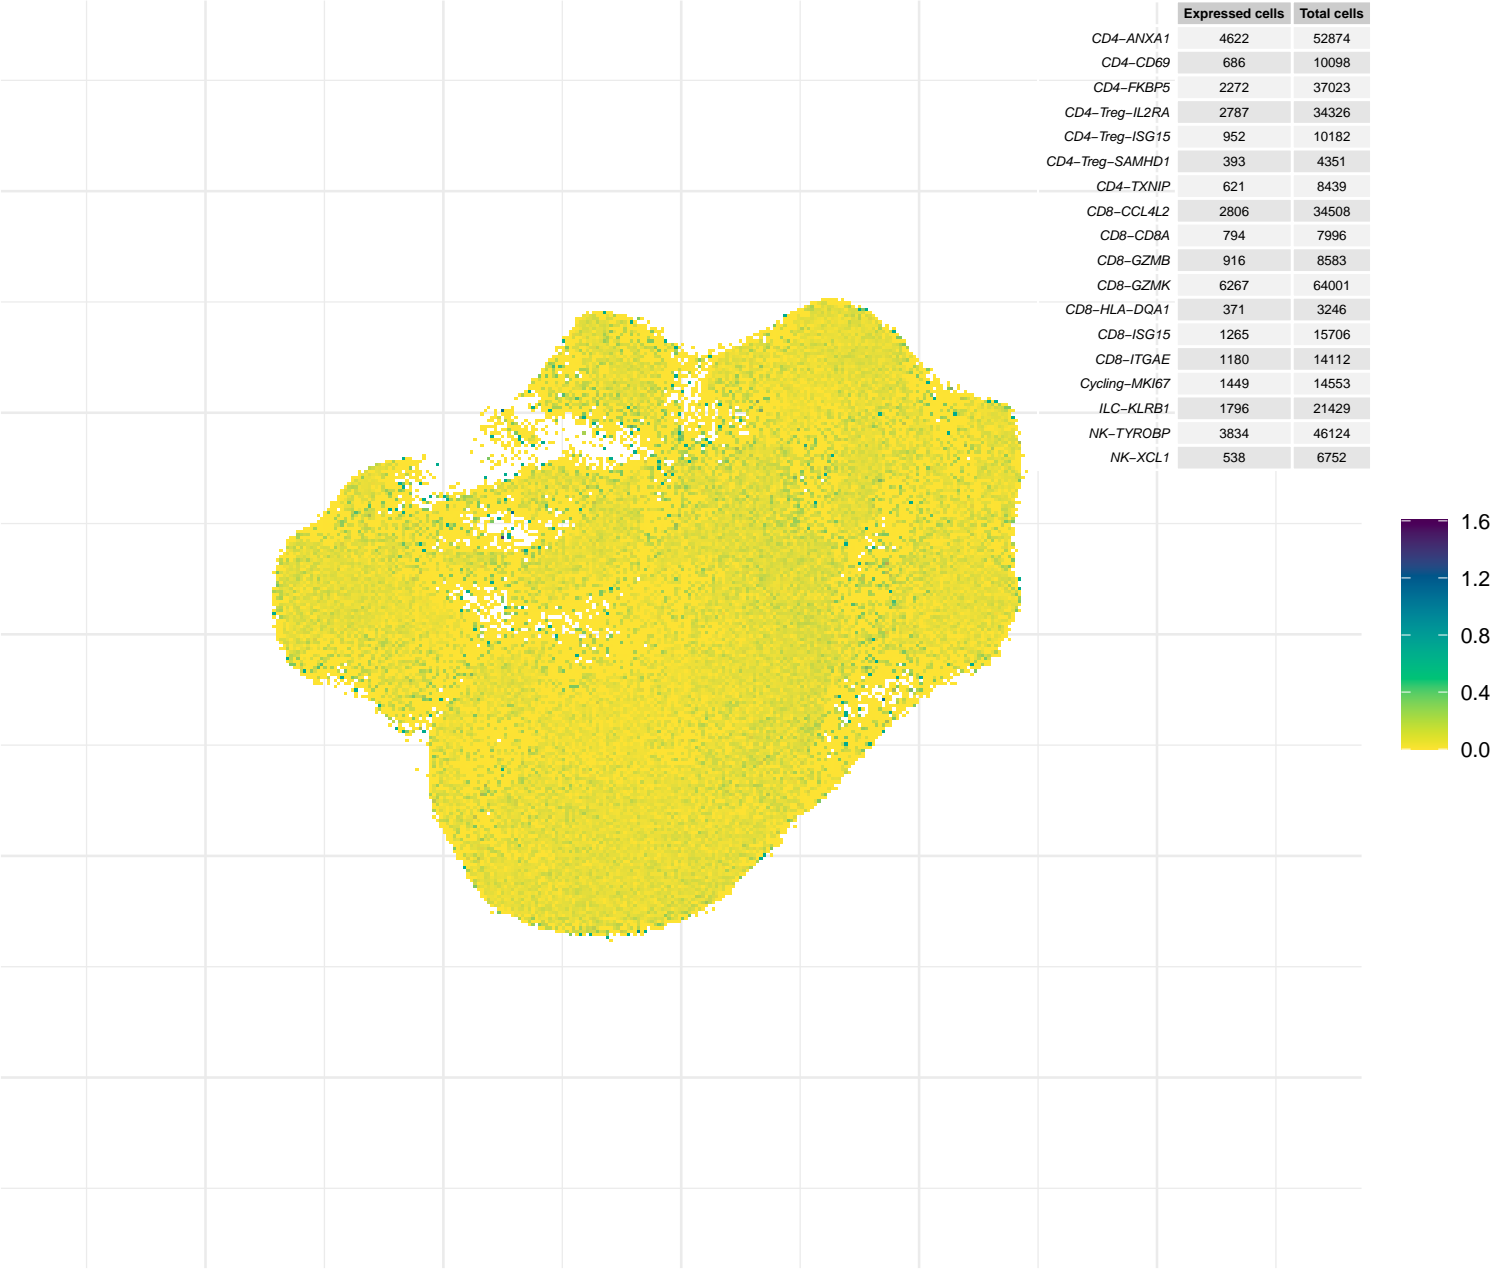 Expressed cells Total cells
CD4−ANXA1 4622 52874
CD4−CD69 686 10098
CD4−FKBP5 2272 37023
CD4−Treg−IL2RA 2787 34326
CD4−Treg−ISG15 952 10182
CD4−Treg−SAMHD1 393 4351
CD4−TXNIP 621 8439
CD8−CCL4L2 2806 34508
CD8−CD8A 794 7996
CD8−GZMB 916 8583
CD8−GZMK 6267 64001
CD8−HLA−DQA1 371 3246
CD8−ISG15 1265 15706
CD8−ITGAE 1180 14112
Cycling−MKI67 1449 14553
ILC−KLRB1 1796 21429
NK−TYROBP 3834 46124
NK−XCL1 538 6752
1.6
1.2
0.8
0.4
0.0